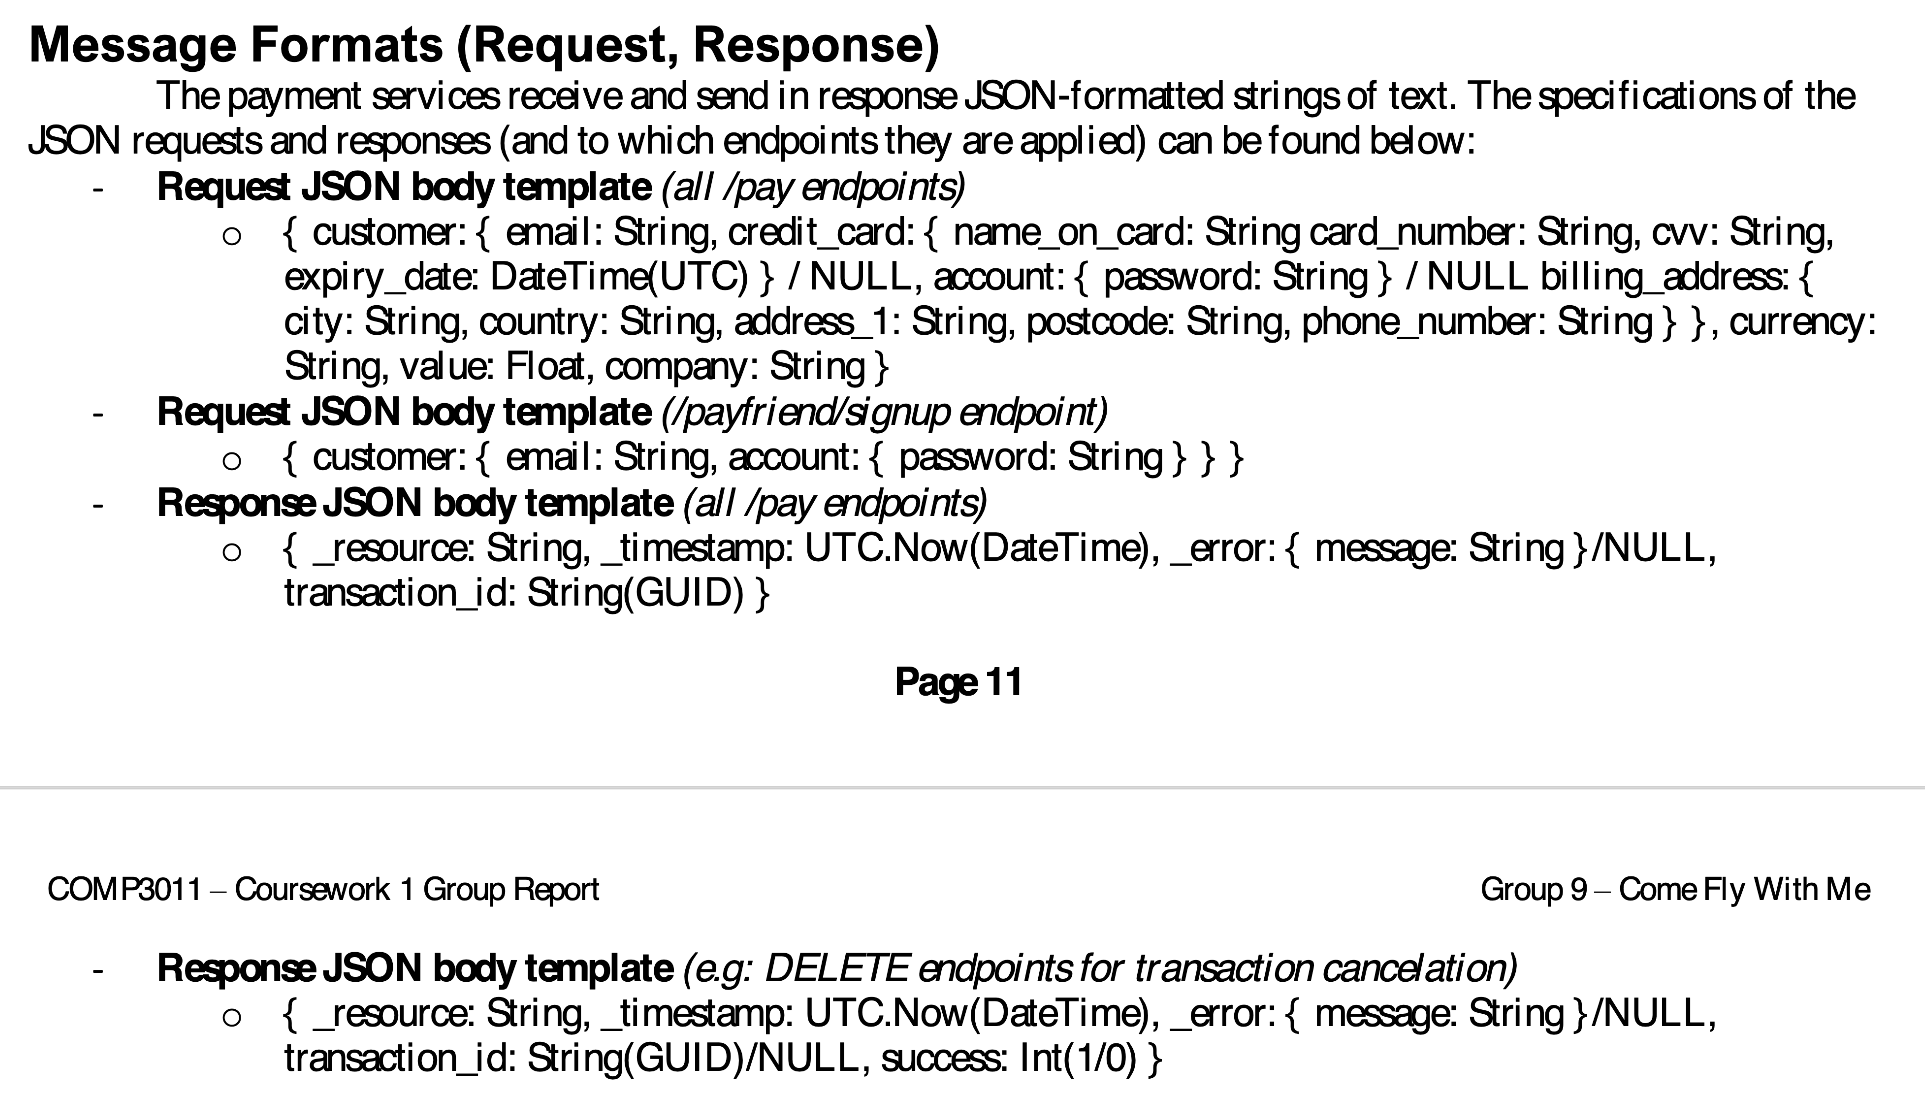 Message Formats (Request, Response)
The payment services receive and send in response JSON-formatted strings of text. The specifications of the
JSON requests and responses (and to which endpoints they are applied) can be found below:
- Request JSON body template (all /pay endpoints)
o { customer: { email: String, credit_card: { name_on_card: String card_number: String, cvv: String,
expiry_date: DateTime(UTC) } / NULL, account: { password: String } / NULL billing_address: {
city: String, country: String, address_1: String, postcode: String, phone_number: String } }, currency:
String, value: Float, company: String }
- Request JSON body template (/payfriend/signup endpoint)
o { customer: { email: String, account: { password: String } } }
- Response JSON body template (all /pay endpoints)
o { _resource: String, _timestamp: UTC.Now(DateTime), _error: { message: String }/NULL,
transaction_id: String(GUID) }
Page 11
COMP3011 – Coursework 1 Group Report Group 9 – Come Fly With Me
- Response JSON body template (e.g: DELETE endpoints for transaction cancelation)
o { _resource: String, _timestamp: UTC.Now(DateTime), _error: { message: String }/NULL,
transaction_id: String(GUID)/NULL, success: Int(1/0) }